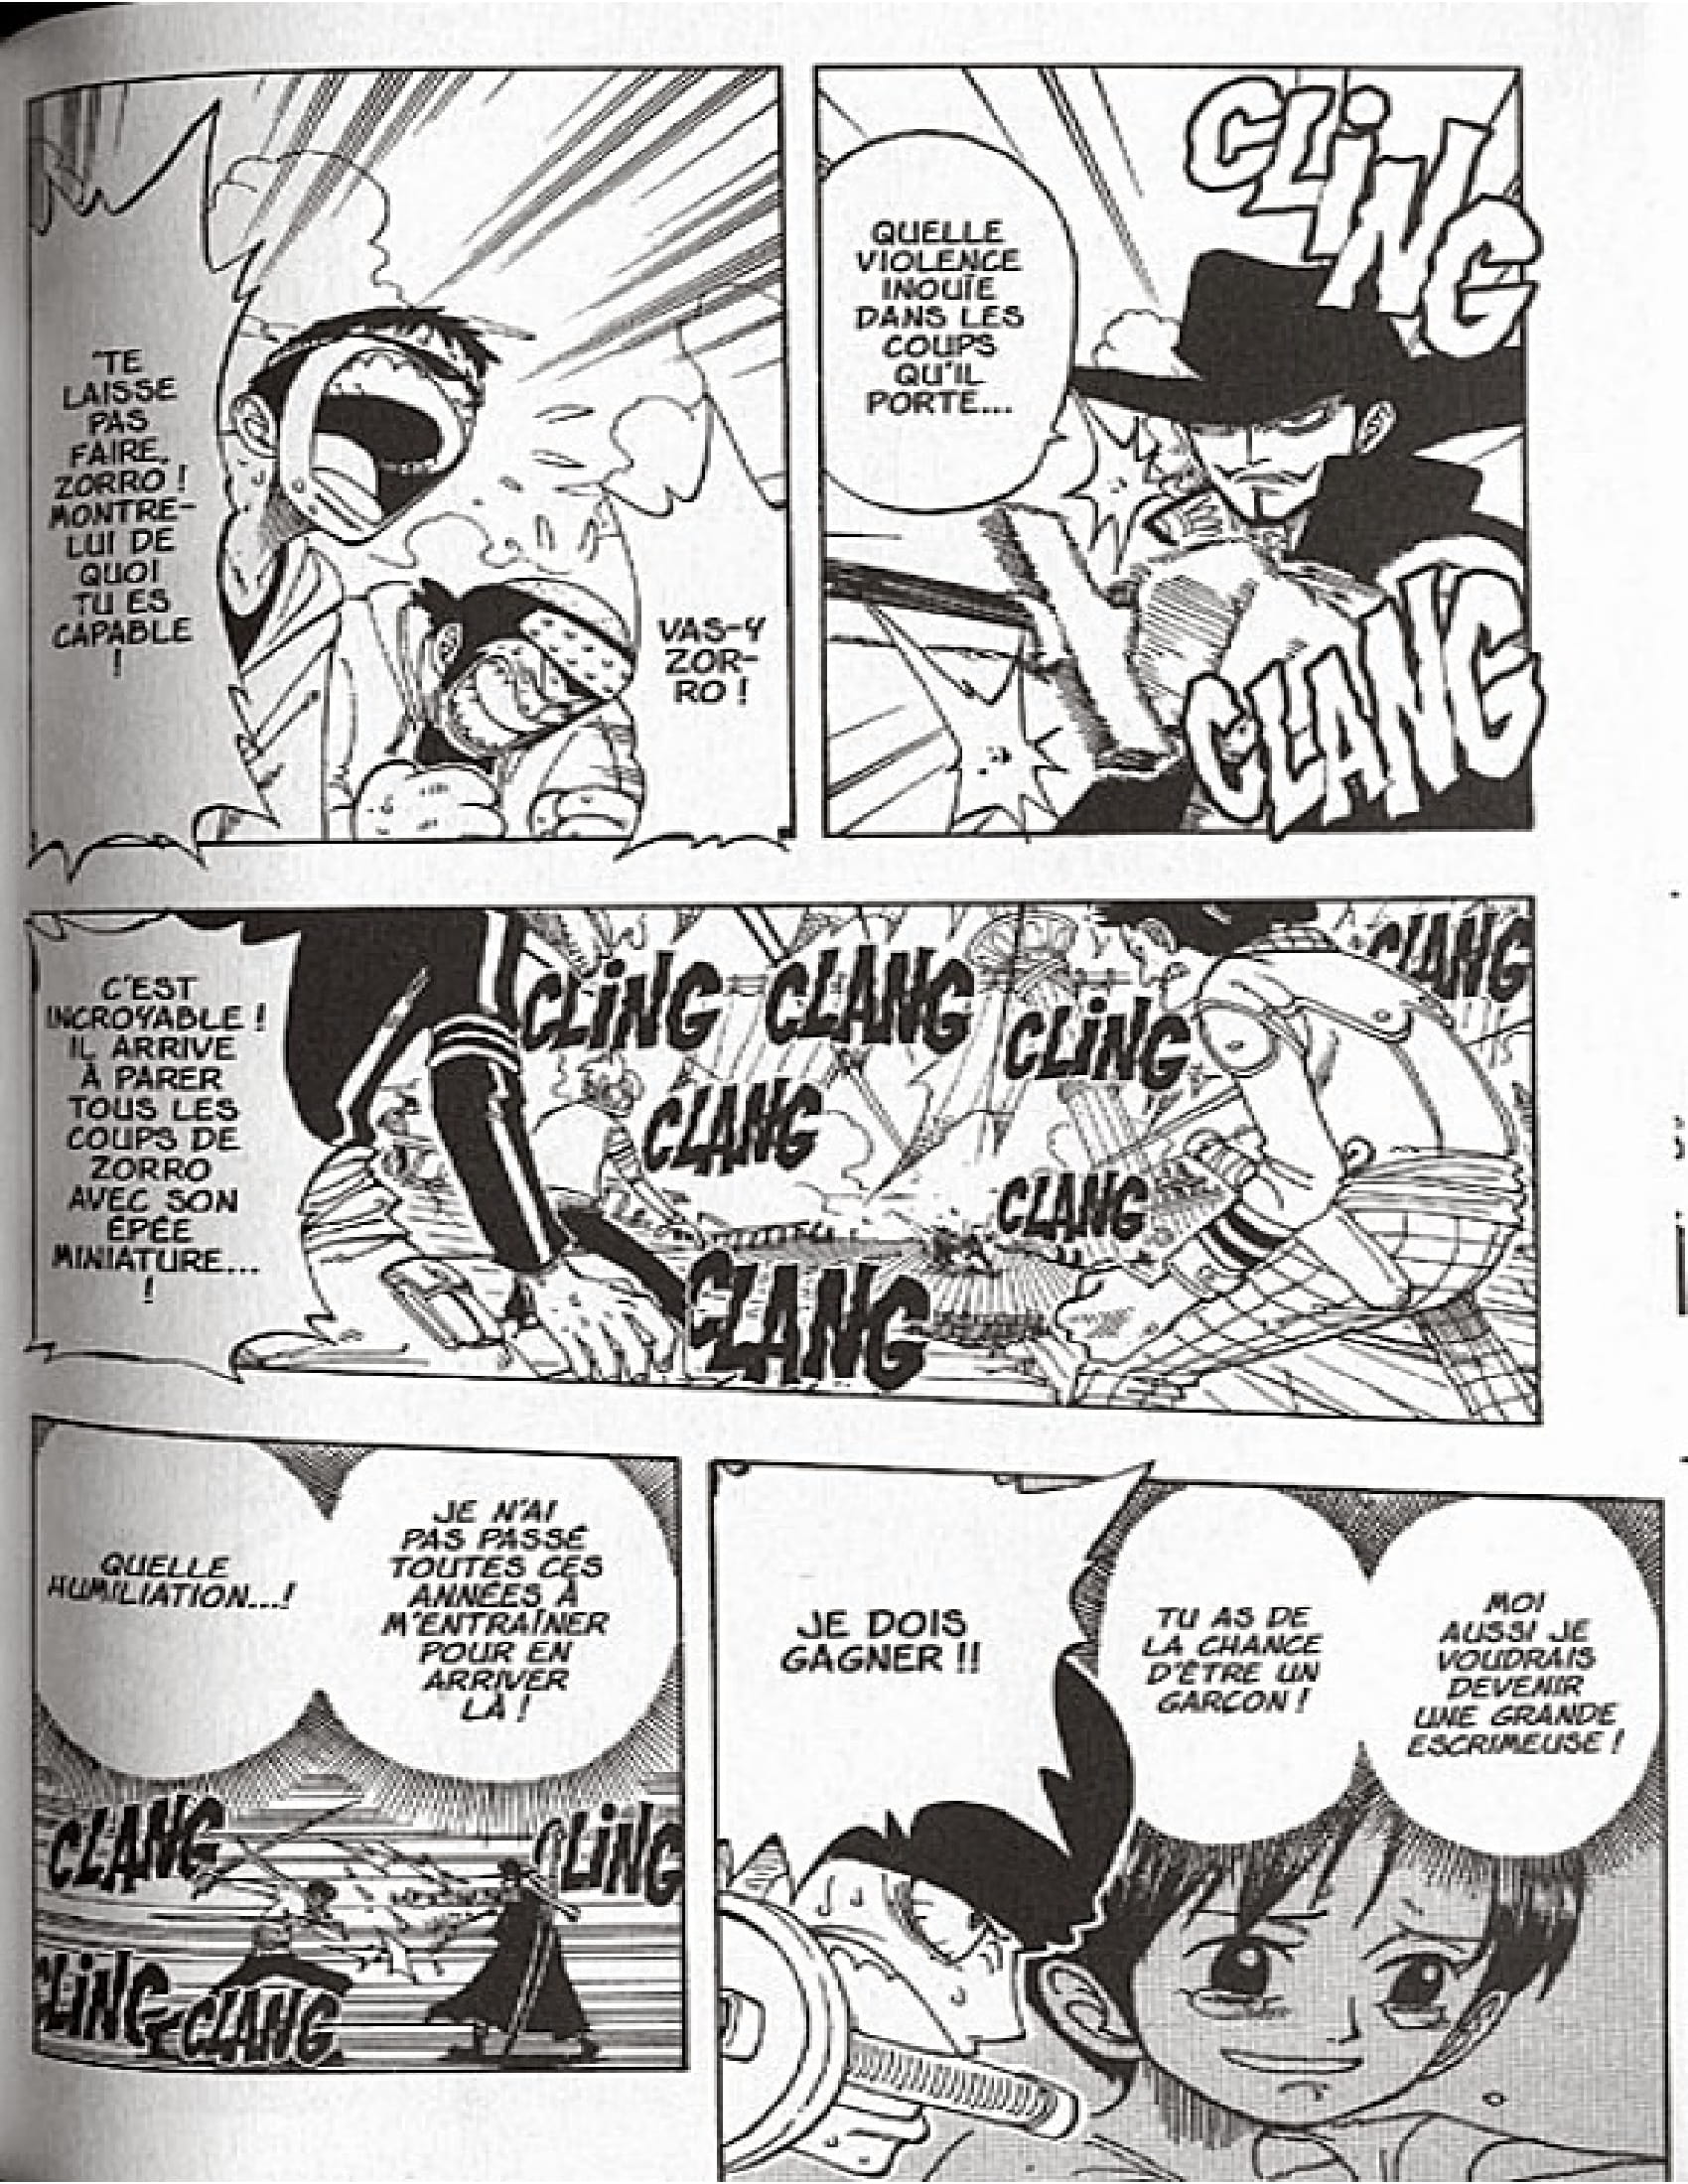 CLING
QUELLE
VIOLENCE
INOUÏE
DANS LES
COUPS
QU'IL
PORTE...
CLANG
VAS-Y
ZOR-
RO !
TE
LAISSE
PAS
FAIRE,
ZORRO !
MONTRE-
LUI DE
QUOI
TU ES
CAPABLE
!
CLANG
CLING
CLANG
CLING
CLANG
CLANG
CLANG
C'EST
INCROYABLE !
IL ARRIVE
À PARER
TOUS LES
COUPS DE
ZORRO
AVEC SON
ÉPÉE
MINIATURE...
!
MOI
AUSSI JE
VOUDRAIS
DEVENIR
UNE GRANDE
ESCRIMEUSE !
TU AS DE
LA CHANCE
D'ÊTRE UN
GARÇON !
JE DOIS
GAGNER !!
JE N'AI
PAS PASSÉ
TOUTES CES
ANNÉES À
M'ENTRAÎNER
POUR EN
ARRIVER
LÀ !
QUELLE
HUMILIATION...!
CLING
CLANG
CLING
CLANG